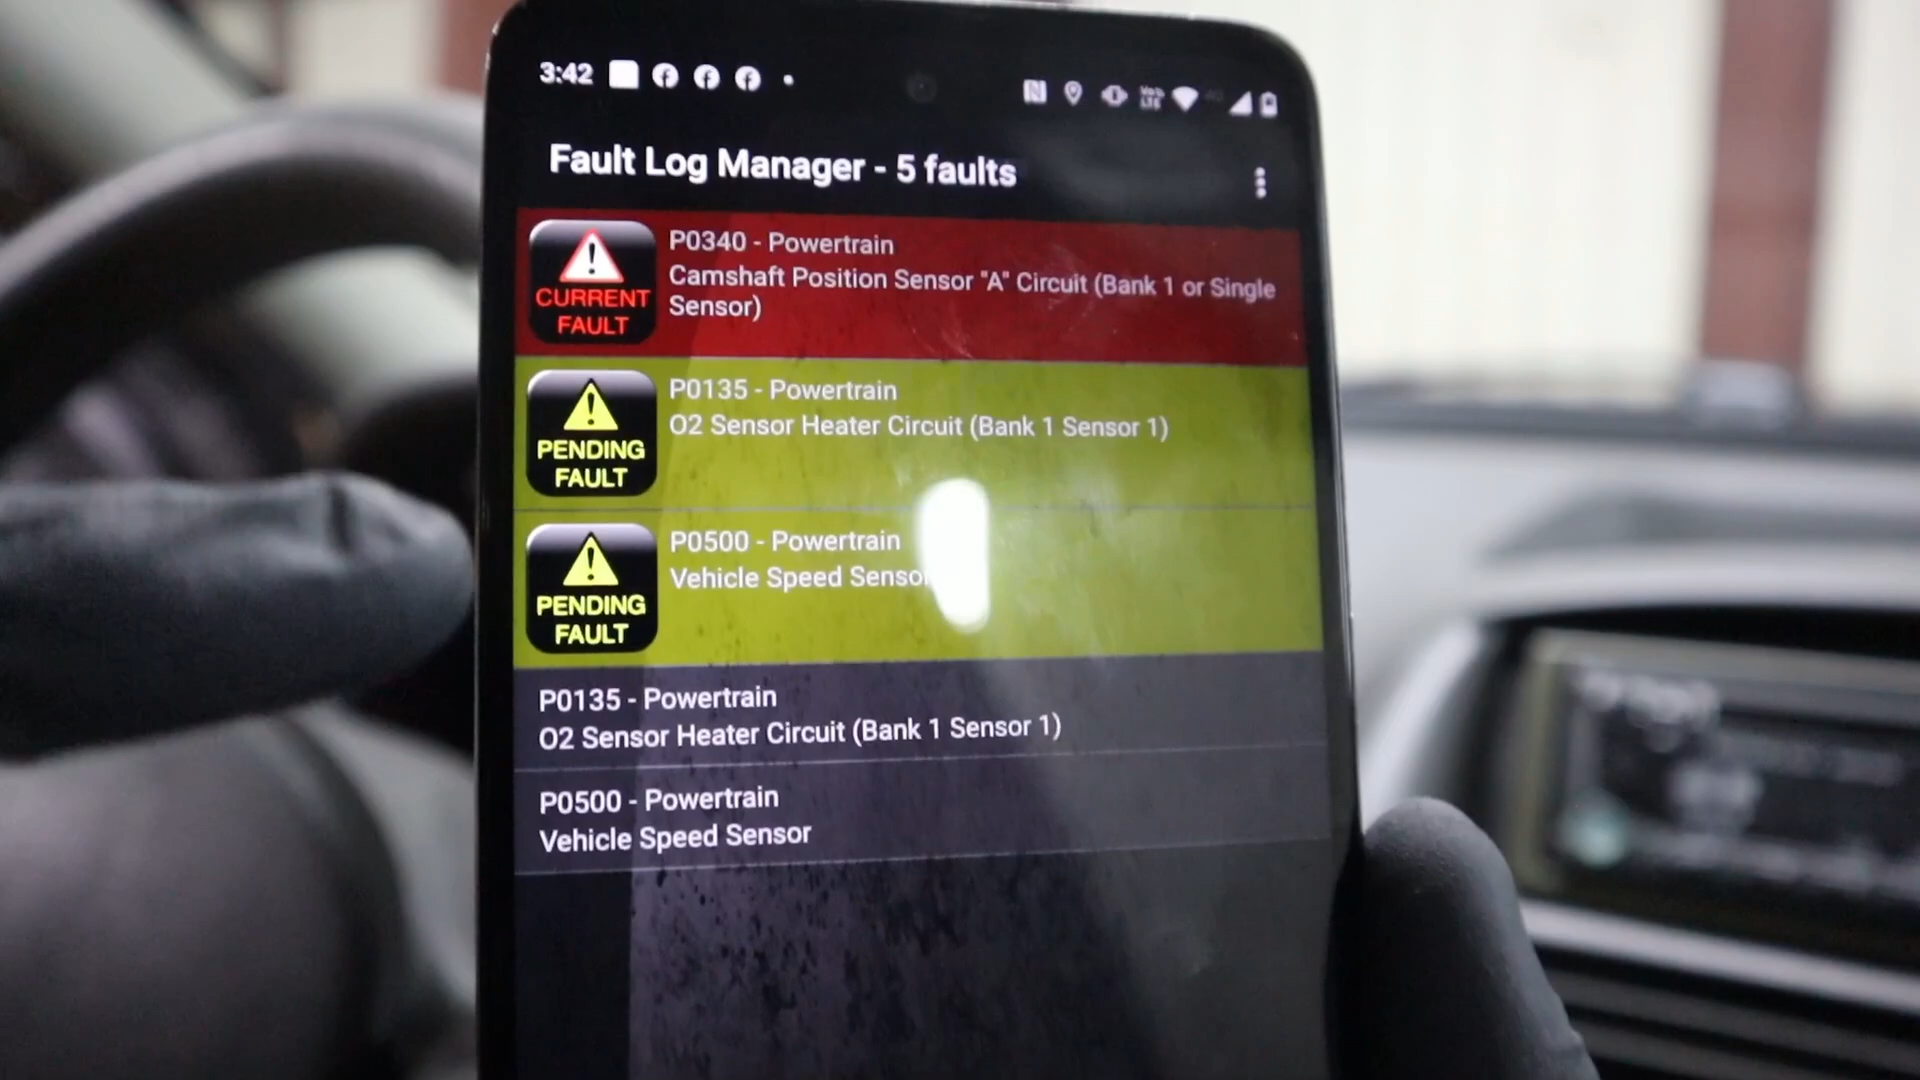 3:42
Fault Log Manager - 5 faults
CURRENT
FAULT
P0340 - Powertrain
Camshaft Position Sensor "A" Circuit (Bank 1 or Single
Sensor)
PENDING
FAULT
P0135 - Powertrain
O2 Sensor Heater Circuit (Bank 1 Sensor 1)
PENDING
FAULT
P0500 - Powertrain
Vehicle Speed Sensor
P0135 - Powertrain
O2 Sensor Heater Circuit (Bank 1 Sensor 1)
P0500 - Powertrain
Vehicle Speed Sensor